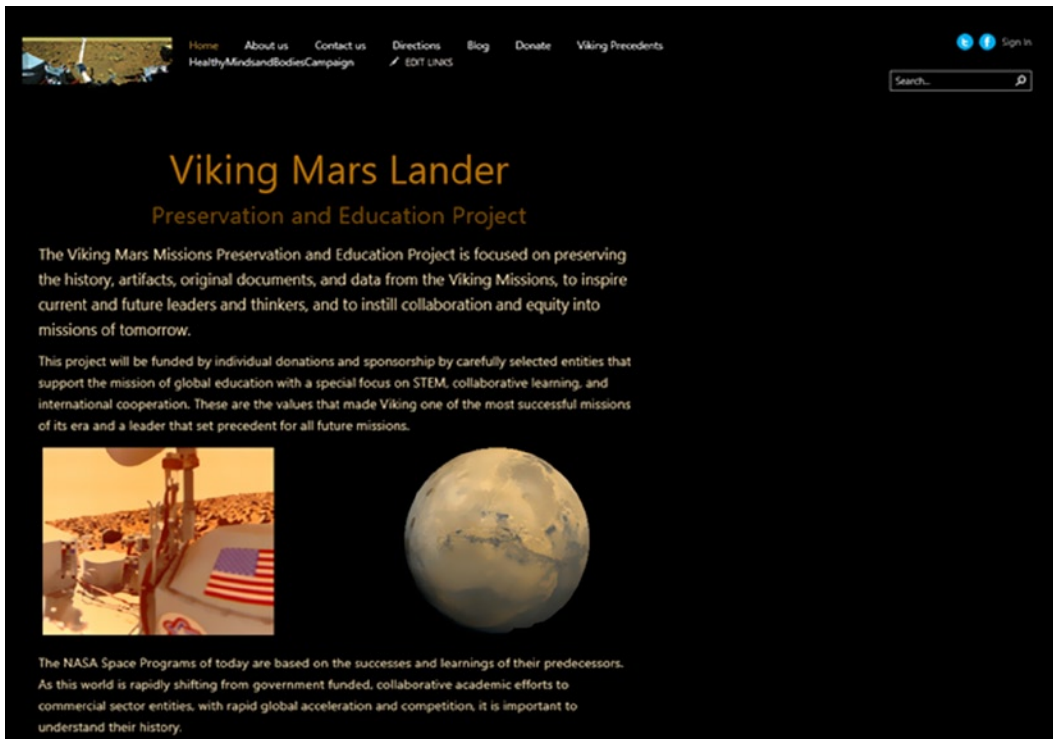 Home About us Contact us Directions Blog Donate Viking Precedents
HealthyMindsandBodiesCampaign EDIT LINKS
Sign In
Search...
Viking Mars Lander
Preservation and Education Project
The Viking Mars Missions Preservation and Education Project is focused on preserving
the history, artifacts, original documents, and data from the Viking Missions, to inspire
current and future leaders and thinkers, and to instill collaboration and equity into
missions of tomorrow.
This project will be funded by individual donations and sponsorship by carefully selected entities that
support the mission of global education with a special focus on STEM, collaborative learning, and
international cooperation. These are the values that made Viking one of the most successful missions
of its era and a leader that set precedent for all future missions.
The NASA Space Programs of today are based on the successes and learnings of their predecessors.
As this world is rapidly shifting from government funded, collaborative academic efforts to
commercial sector entities, with rapid global acceleration and competition, it is important to
understand their history.